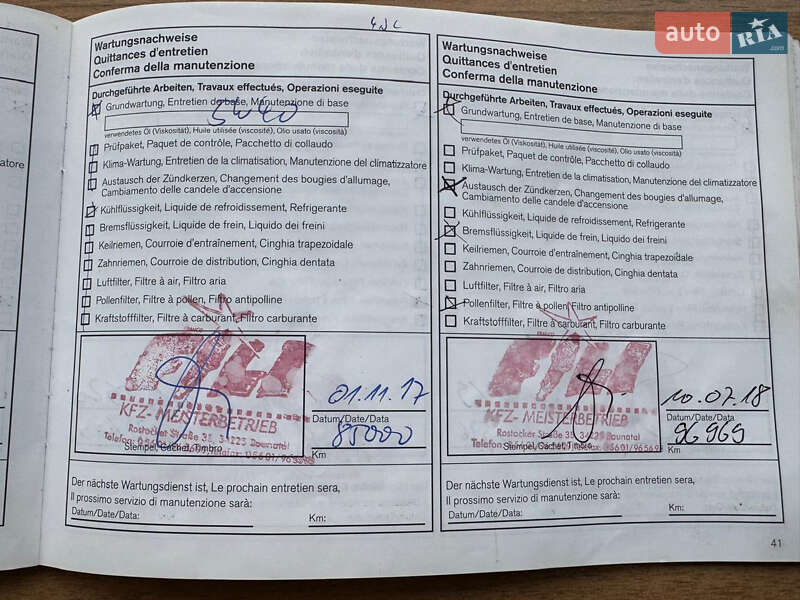 auto RIA.com
Wartungsnachweise
Quittances d'entretien
Conferma della manutenzione
Durchgeführte Arbeiten, Travaux effectués, Operazioni eseguite
Grundwartung, Entretien de base, Manutenzione di base
5W40
verwendetes Öl (Viskosität), Huile utilisée (viscosité), Olio usato (viscosità)
Prüfpaket, Paquet de contrôle, Pacchetto di collaudo
Klima-Wartung, Entretien de la climatisation, Manutenzione del climatizzatore
Austausch der Zündkerzen, Changement des bougies d'allumage,
Cambiamento delle candele d'accensione
Kühlflüssigkeit, Liquide de refroidissement, Refrigerante
Bremsflüssigkeit, Liquide de frein, Liquido dei freini
Keilriemen, Courroie d'entraînement, Cinghia trapezoidale
Zahnriemen, Courroie de distribution, Cinghia dentata
Luftfilter, Filtre à air, Filtro aria
Pollenfilter, Filtre à pollen, Filtro antipolline
Kraftstofffilter, Filtre à carburant, Filtro carburante
KFZ-MEISTERBETRIEB
Rostocker Straße 35, 34225 Baunatal
Stempel, Cachet, Timbro
01.11.17
Datum/Date/Data
85000
Km
Der nächste Wartungsdienst ist, Le prochain entretien sera,
Il prossimo servizio di manutenzione sarà:
Datum/Date/Data:
Km:
Wartungsnachweise
Quittances d'entretien
Conferma della manutenzione
Durchgeführte Arbeiten, Travaux effectués, Operazioni eseguite
Grundwartung, Entretien de base, Manutenzione di base
verwendetes Öl (Viskosität), Huile utilisée (viscosité), Olio usato (viscosità)
Prüfpaket, Paquet de contrôle, Pacchetto di collaudo
Klima-Wartung, Entretien de la climatisation, Manutenzione del climatizzatore
Austausch der Zündkerzen, Changement des bougies d'allumage,
Cambiamento delle candele d'accensione
Kühlflüssigkeit, Liquide de refroidissement, Refrigerante
Bremsflüssigkeit, Liquide de frein, Liquido dei freini
Keilriemen, Courroie d'entraînement, Cinghia trapezoidale
Zahnriemen, Courroie de distribution, Cinghia dentata
Luftfilter, Filtre à air, Filtro aria
Pollenfilter, Filtre à pollen, Filtro antipolline
Kraftstofffilter, Filtre à carburant, Filtro carburante
KFZ-MEISTERBETRIEB
Rostocker Straße 35, 34225 Baunatal
Stempel, Cachet, Timbro
10.07.18
Datum/Date/Data
96969
Km
Der nächste Wartungsdienst ist, Le prochain entretien sera,
Il prossimo servizio di manutenzione sarà:
Datum/Date/Data:
Km:
41